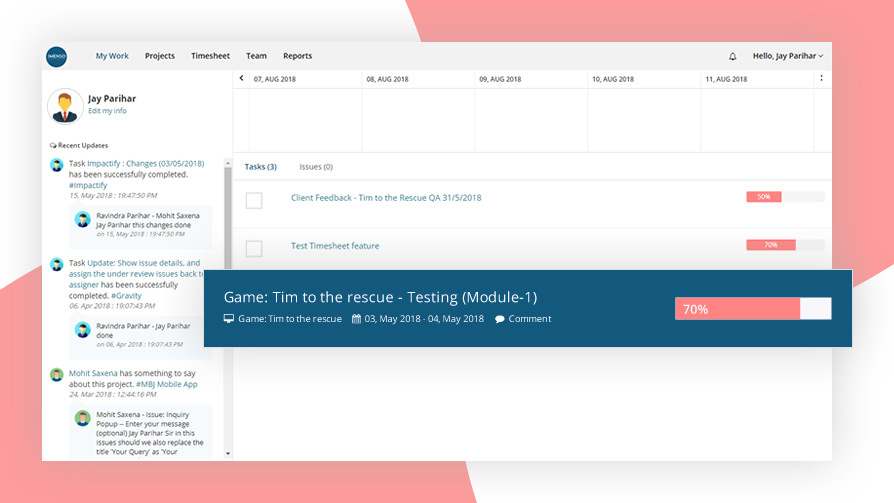 IMENSO
My Work Projects Timesheet Team Reports
Hello, Jay Parihar
07, AUG 2018 08, AUG 2018 09, AUG 2018 10, AUG 2018 11, AUG 2018
Jay Parihar
Edit my info
Recent Updates
Task Impactify : Changes (03/05/2018)
has been successfully completed.
#Impactify
15, May 2018 : 19:47:50 PM
Ravindra Parihar - Mohit Saxena
Jay Parihar this changes done
on 15, May 2018 : 19:47:50 PM
Task Update: Show issue details, and
assign the under review issues back to
assigner has been successfully
completed. #Gravity
06, Apr 2018 : 19:07:43 PM
Ravindra Parihar - Jay Parihar
done
on 06, Apr 2018 : 19:07:43 PM
Mohit Saxena has something to say
about this project. #MBJ Mobile App
24, Mar 2018 : 12:44:16 PM
Mohit Saxena - Issue: Inquiry
Popup -- Enter your message
(optional) Jay Parihar Sir in this
issues should we also replace the
title 'Your Query' as 'Your
Tasks (3) Issues (0)
Client Feedback - Tim to the Rescue QA 31/5/2018
50%
Test Timesheet feature
70%
Game: Tim to the rescue - Testing (Module-1)
Game: Tim to the rescue 03, May 2018 - 04, May 2018 Comment
70%